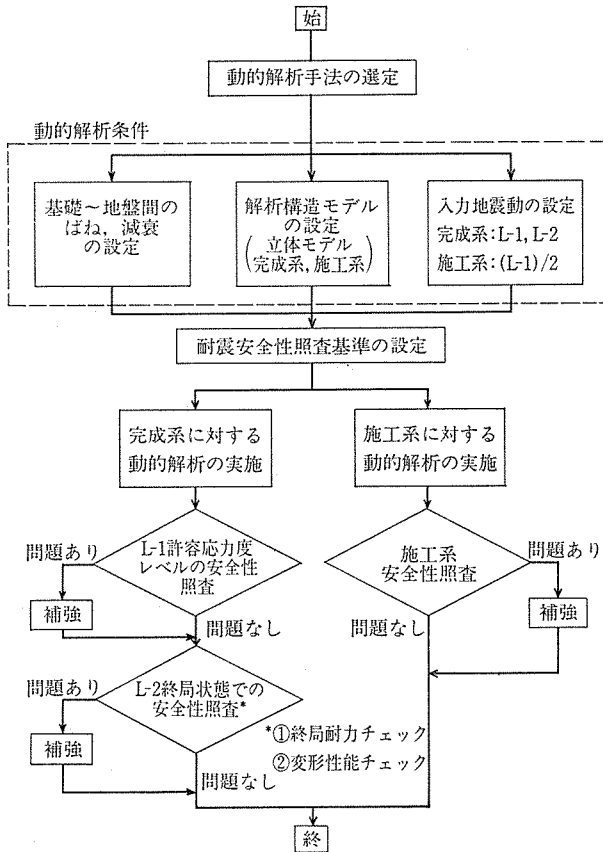 始
動的解析手法の選定
動的解析条件
基礎～地盤間の
ばね，減衰
の設定
解析構造モデル
の設定
(立体モデル
完成系，施工系)
入力地震動の設定
完成系：L-1，L-2
施工系：(L-1)/2
耐震安全性照査基準の設定
完成系に対する
動的解析の実施
施工系に対する
動的解析の実施
問題あり
L-1許容応力度
レベルの安全性
照査
補強
問題なし
施工系
安全性照査
問題あり
補強
問題なし
問題あり
L-2終局状態での
安全性照査*
補強
問題なし
*①終局耐力チェック
②変形性能チェック
終